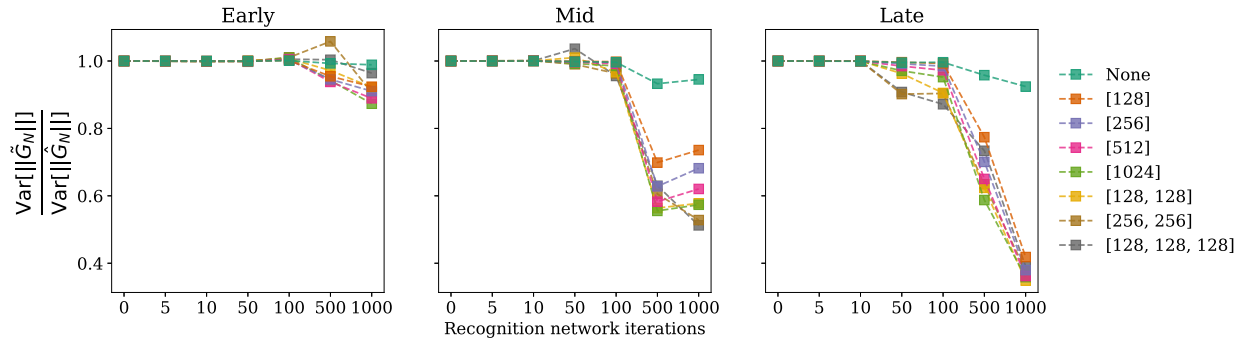 Early
Mid
Late
Var[||G̃_N||]
Var[||Ĝ_N||]
1.0
0.8
0.6
0.4
0 5 10 50 100 500 1000
0 5 10 50 100 500 1000
0 5 10 50 100 500 1000
Recognition network iterations
None
[128]
[256]
[512]
[1024]
[128, 128]
[256, 256]
[128, 128, 128]